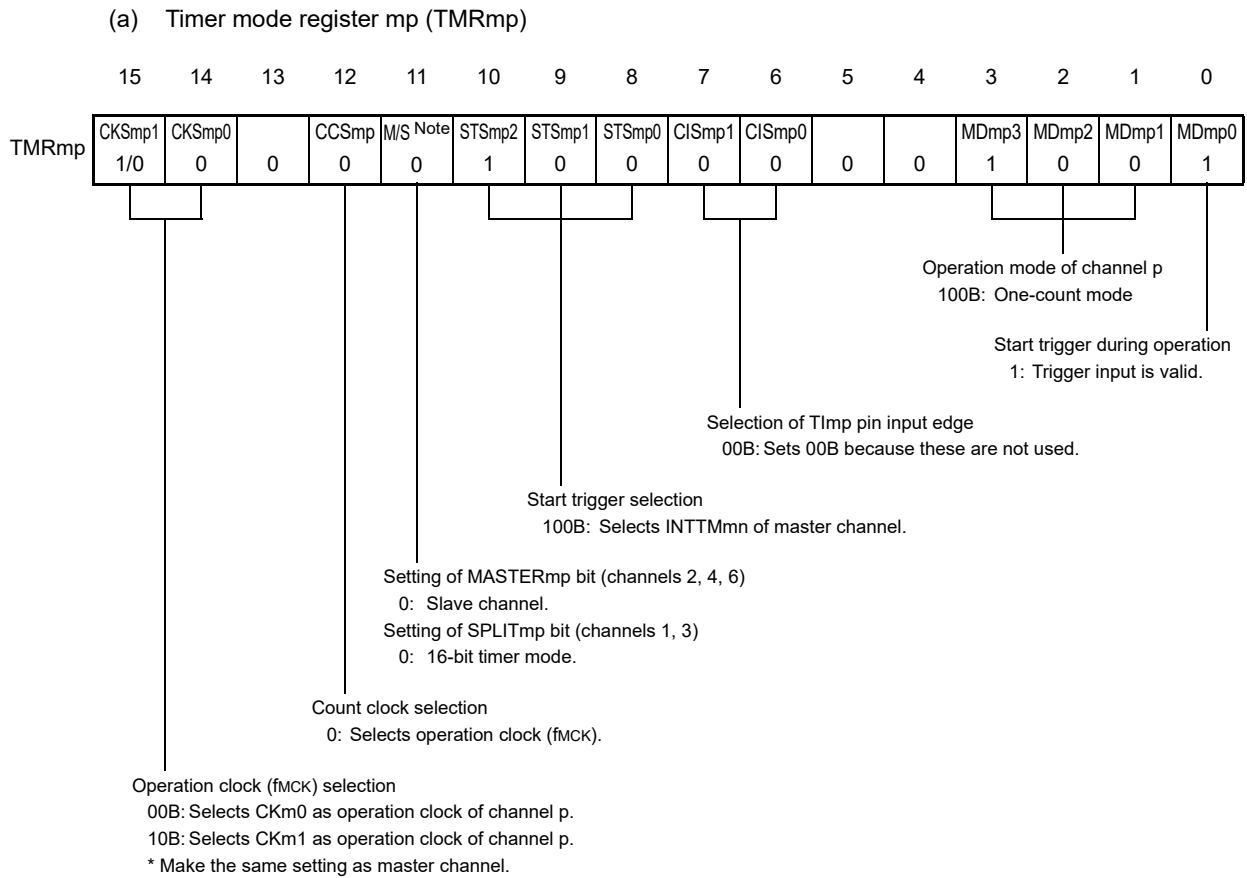 (a) Timer mode register mp (TMRmp)
15 14 13 12 11 10 9 8 7 6 5 4 3 2 1 0
TMRmp
CKSmp1 CKSmp0 CCSmp M/S Note STSmp2 STSmp1 STSmp0 CISmp1 CISmp0 MDmp3 MDmp2 MDmp1 MDmp0
1/0 0 0 0 0 1 0 0 0 0 0 0 1 0 0 1
Operation mode of channel p
100B: One-count mode
Start trigger during operation
1: Trigger input is valid.
Selection of TImp pin input edge
00B: Sets 00B because these are not used.
Start trigger selection
100B: Selects INTTMmn of master channel.
Setting of MASTERmp bit (channels 2, 4, 6)
0: Slave channel.
Setting of SPLITmp bit (channels 1, 3)
0: 16-bit timer mode.
Count clock selection
0: Selects operation clock (fMCK).
Operation clock (fMCK) selection
00B: Selects CKm0 as operation clock of channel p.
10B: Selects CKm1 as operation clock of channel p.
* Make the same setting as master channel.